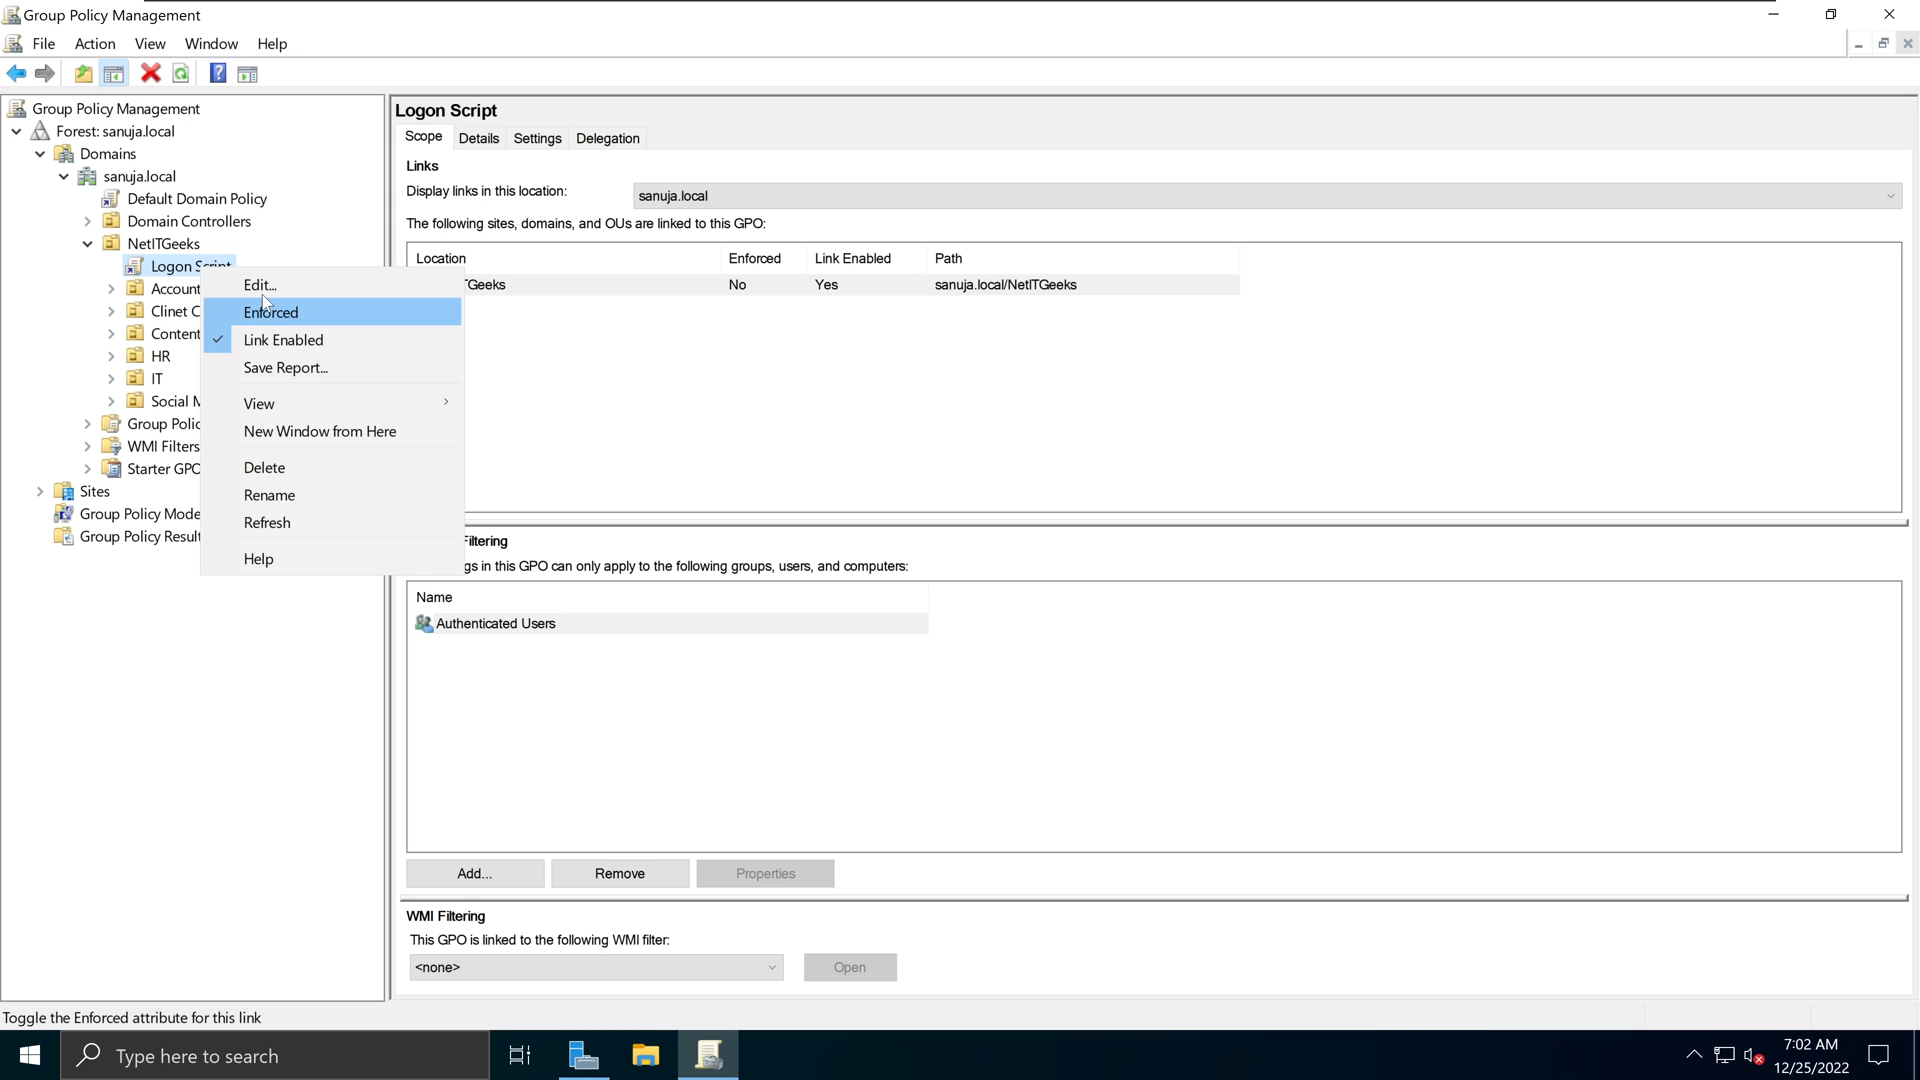 Group Policy Management
File Action View Window Help
Group Policy Management
Forest: sanuja.local
Domains
sanuja.local
Default Domain Policy
Domain Controllers
NetITGeeks
Logon Script
Account
Clinet C
Content
HR
IT
Social M
Group Polic
WMI Filters
Starter GPO
Sites
Group Policy Mode
Group Policy Result
Edit...
Enforced
Link Enabled
Save Report...
View
New Window from Here
Delete
Rename
Refresh
Help
Logon Script
Scope Details Settings Delegation
Links
Display links in this location: sanuja.local
The following sites, domains, and OUs are linked to this GPO:
Location Enforced Link Enabled Path
TGeeks No Yes sanuja.local/NetITGeeks
Filtering
gs in this GPO can only apply to the following groups, users, and computers:
Name
Authenticated Users
Add... Remove Properties
WMI Filtering
This GPO is linked to the following WMI filter:
<none> Open
Toggle the Enforced attribute for this link
Type here to search
7:02 AM
12/25/2022